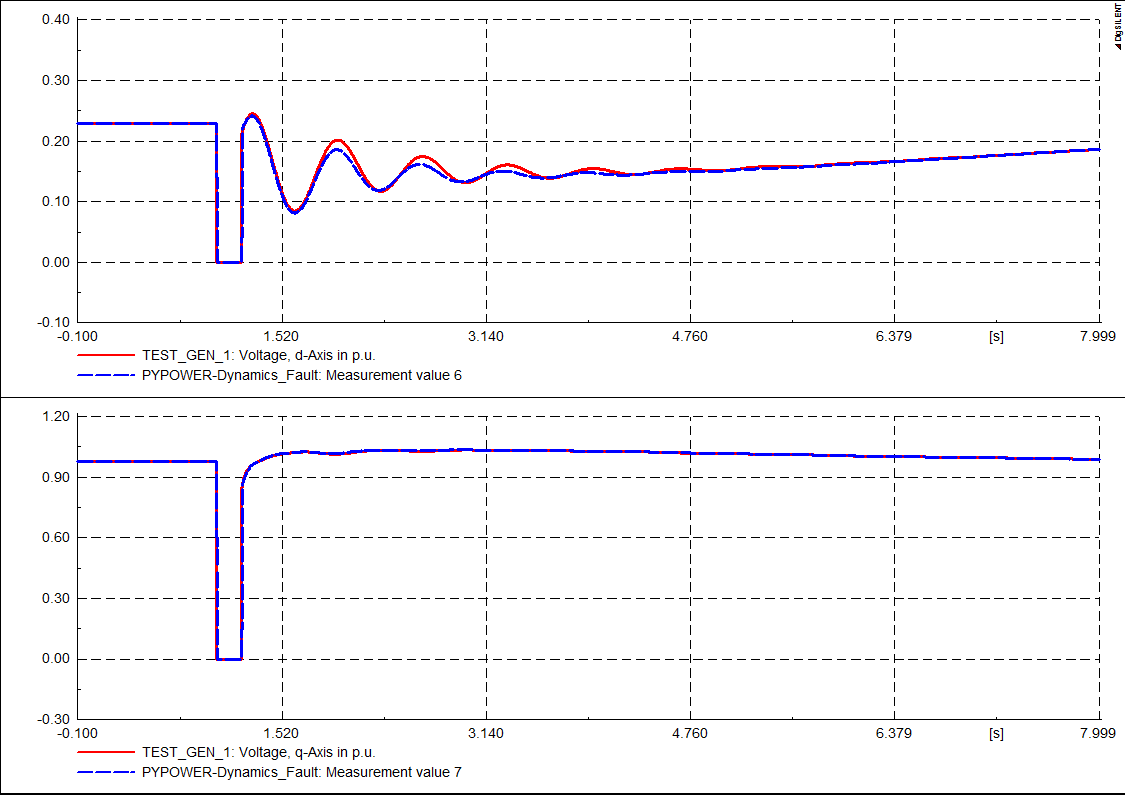 DIgSILENT
0.40
0.30
0.20
0.10
0.00
-0.10
-0.100 1.520 3.140 4.760 6.379 [s] 7.999
TEST_GEN_1: Voltage, d-Axis in p.u.
PYPOWER-Dynamics_Fault: Measurement value 6
1.20
0.90
0.60
0.30
0.00
-0.30
-0.100 1.520 3.140 4.760 6.379 [s] 7.999
TEST_GEN_1: Voltage, q-Axis in p.u.
PYPOWER-Dynamics_Fault: Measurement value 7